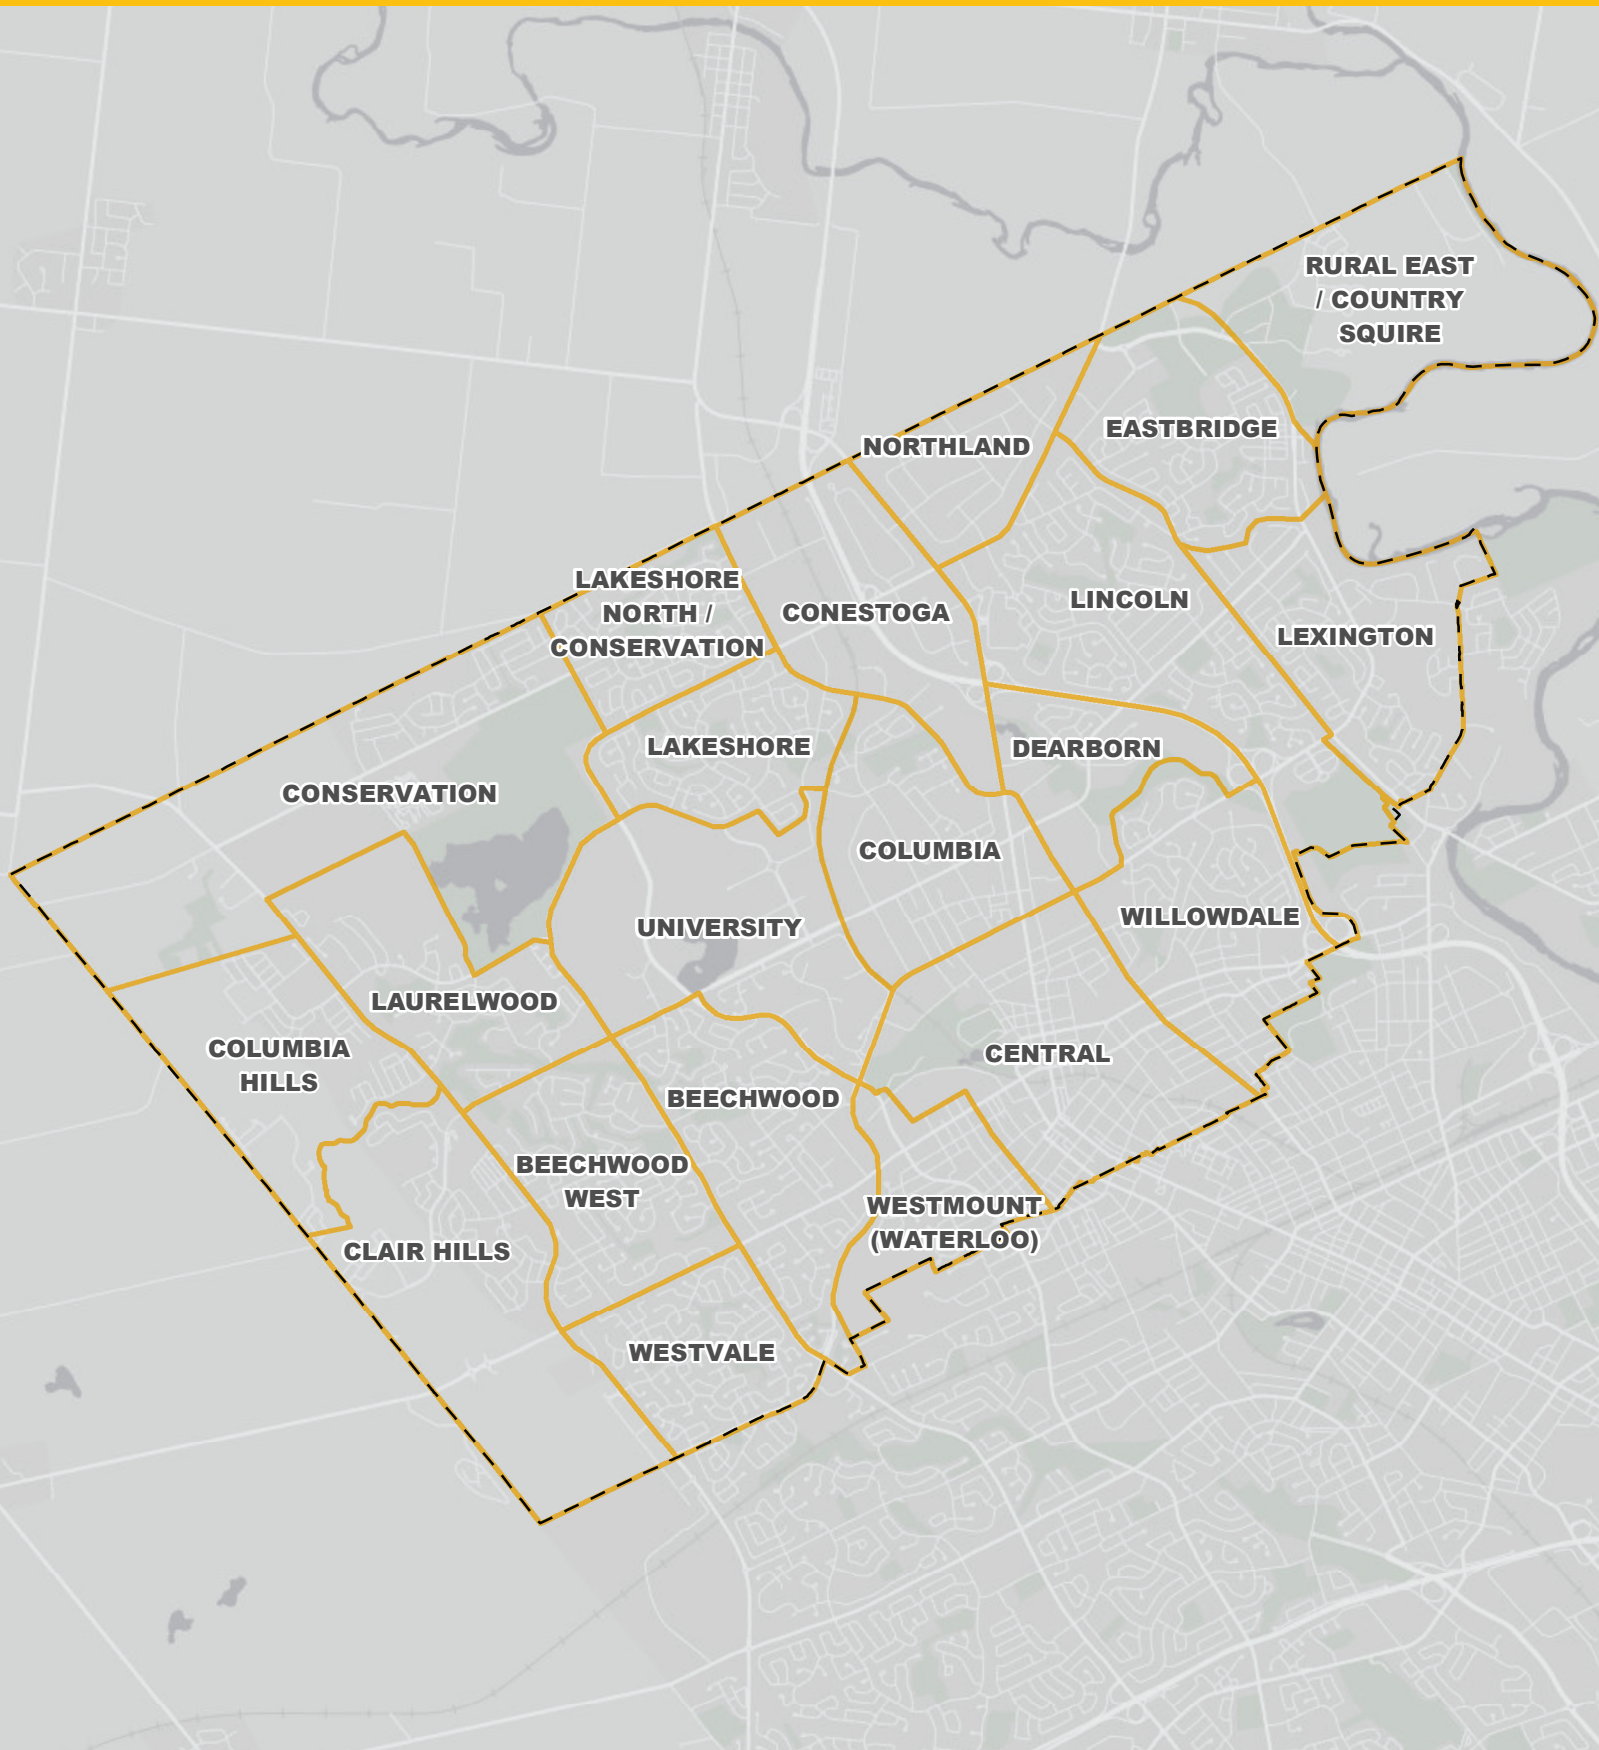 RURAL EAST
/ COUNTRY
SQUIRE
EASTBRIDGE
NORTHLAND
LAKESHORE
NORTH /
CONSERVATION
CONESTOGA
LINCOLN
LEXINGTON
LAKESHORE
DEARBORN
CONSERVATION
COLUMBIA
UNIVERSITY
WILLOWDALE
LAURELWOOD
COLUMBIA
HILLS
CENTRAL
BEECHWOOD
BEECHWOOD
WEST
WESTMOUNT
(WATERLOO)
CLAIR HILLS
WESTVALE